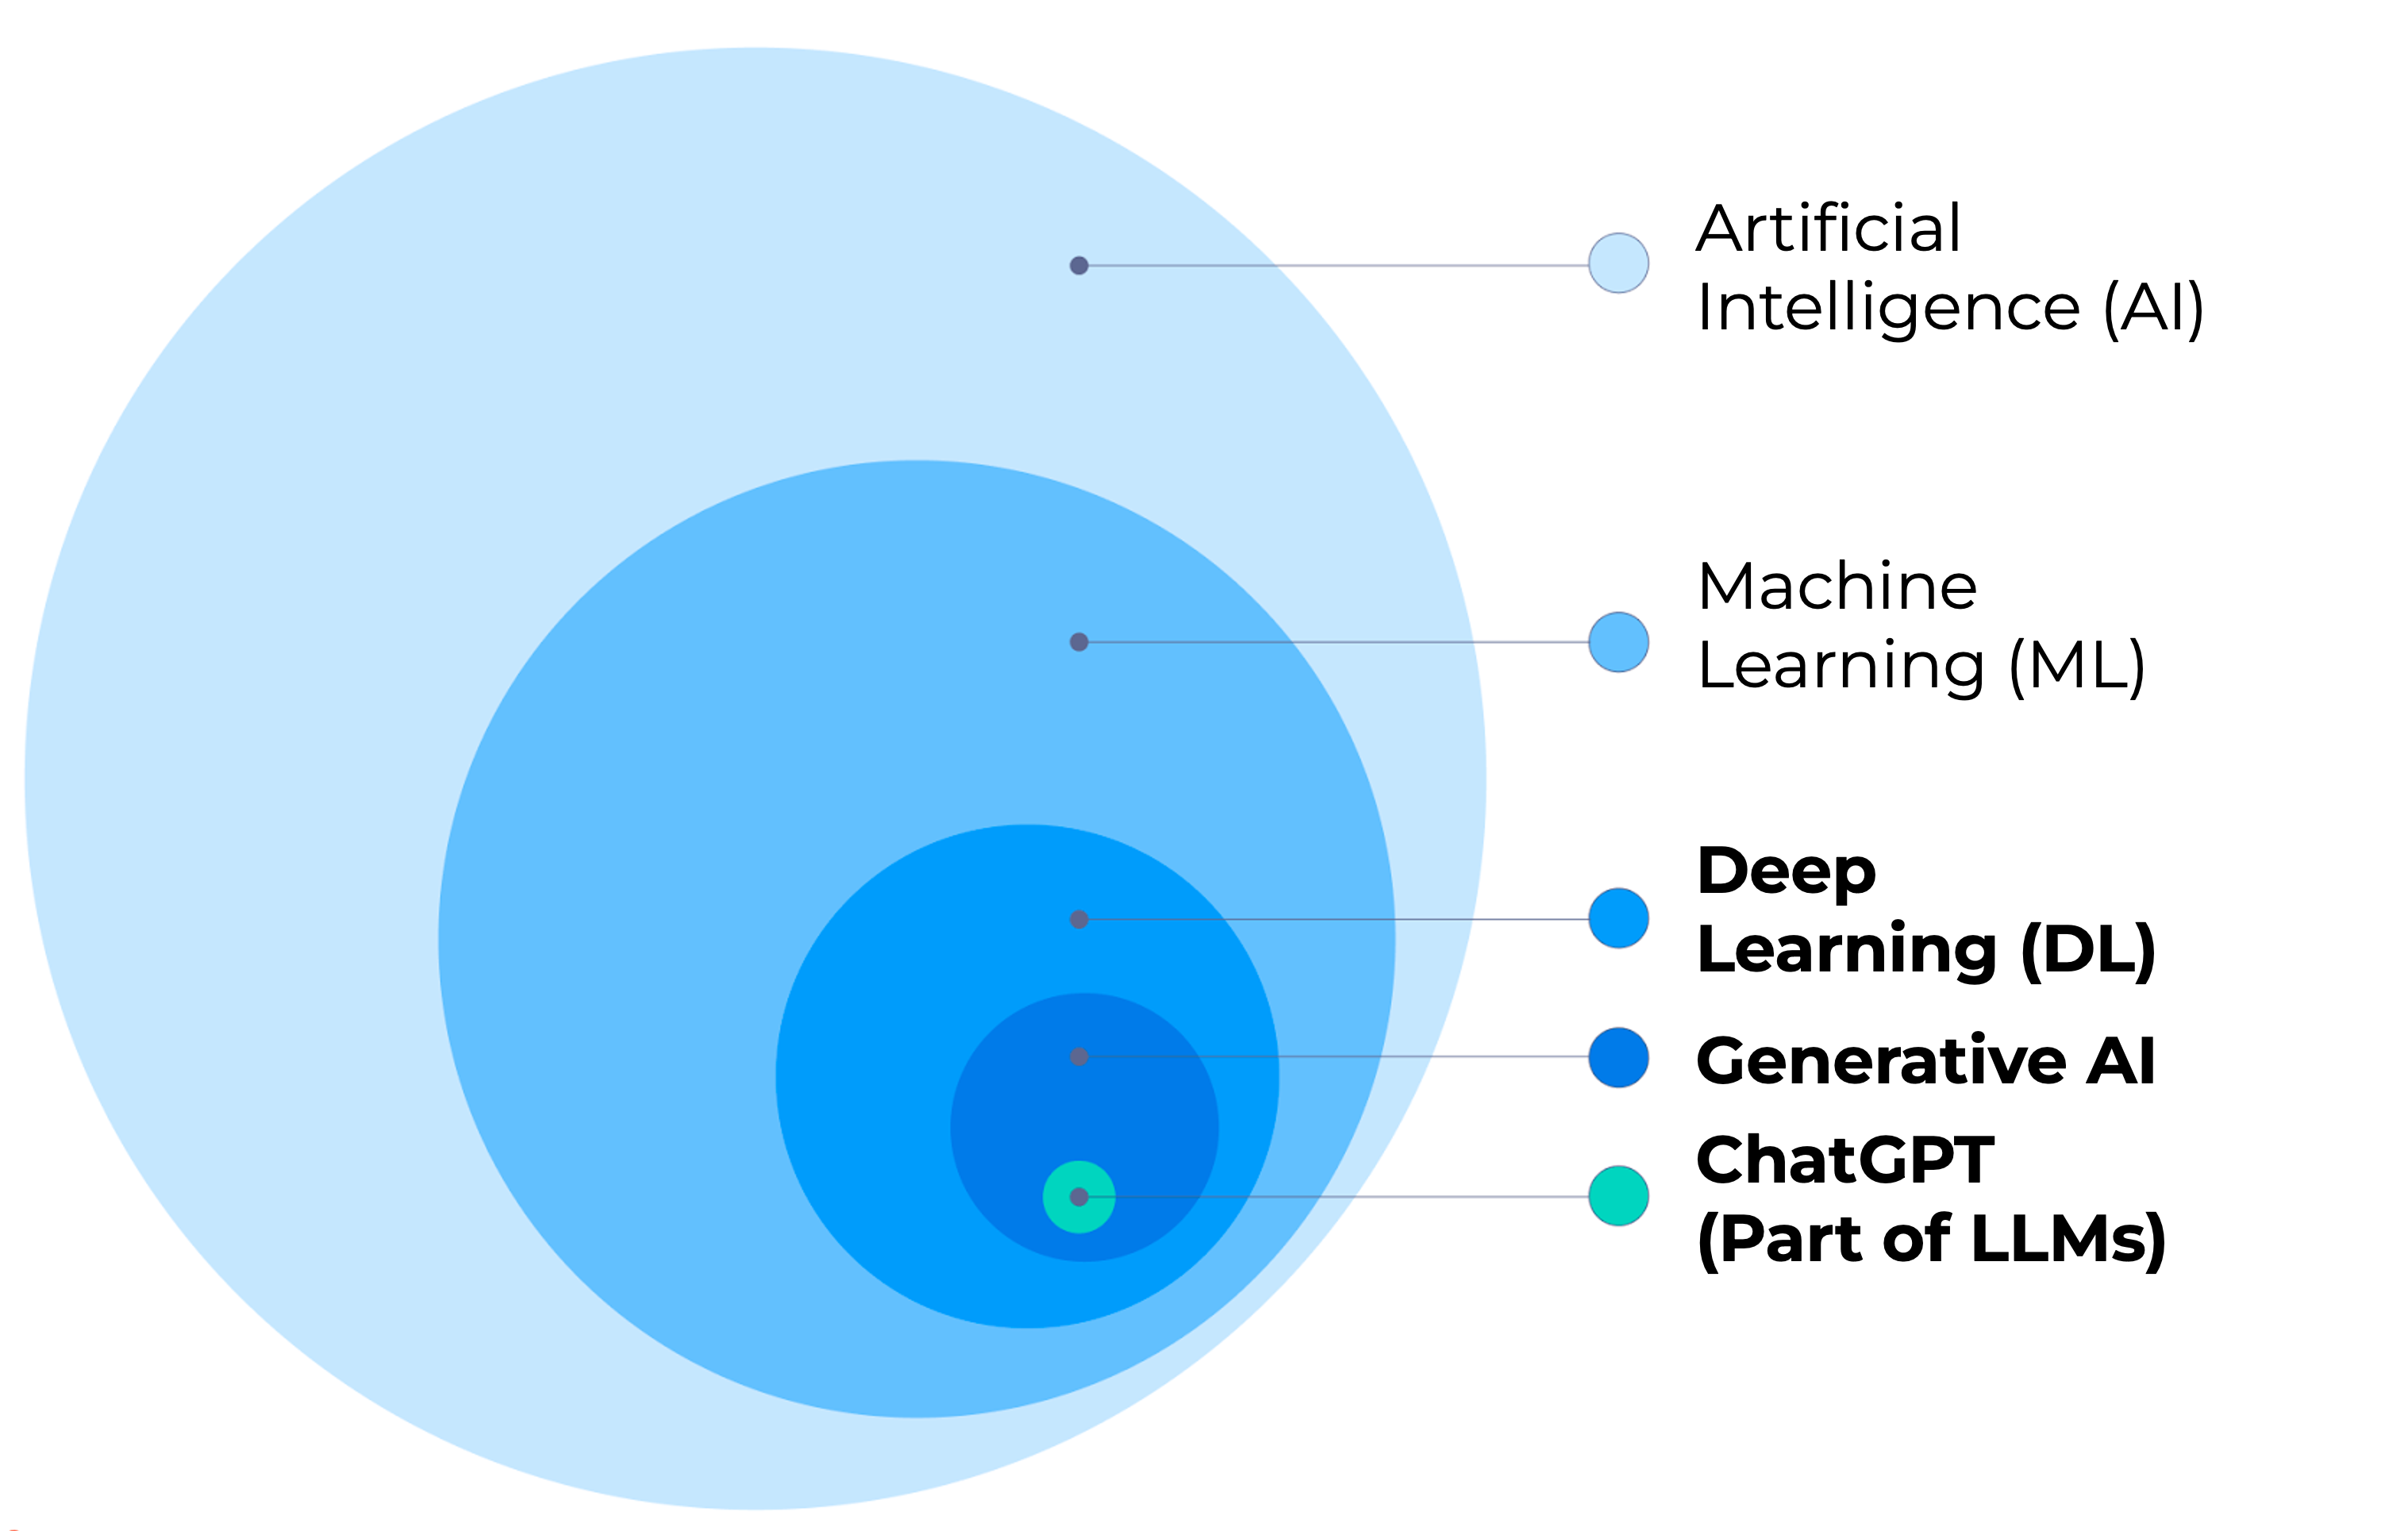 Artificial
Intelligence (AI)
Machine
Learning (ML)
Deep
Learning (DL)
Generative AI
ChatGPT
(Part of LLMs)